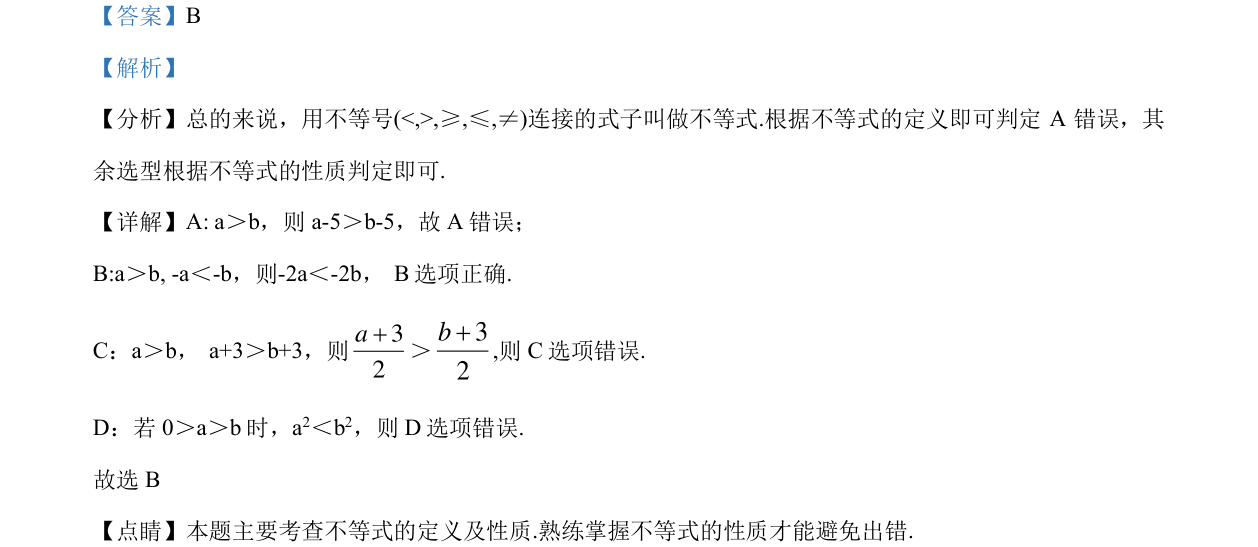 【答案】B
【解析】
【分析】总的来说，用不等号(<,>,≥,≤,≠)连接的式子叫做不等式.根据不等式的定义即可判定 A 错误，其
余选型根据不等式的性质判定即可.
【详解】A: a＞b，则 a-5＞b-5，故 A 错误；
B:a＞b, -a＜-b，则-2a＜-2b， B 选项正确.
C：a＞b， a+3＞b+3，则 \frac{a+3}{2} ＞ \frac{b+3}{2} ,则 C 选项错误.
D：若 0＞a＞b 时，a²＜b²，则 D 选项错误.
故选 B
【点睛】本题主要考查不等式的定义及性质.熟练掌握不等式的性质才能避免出错.